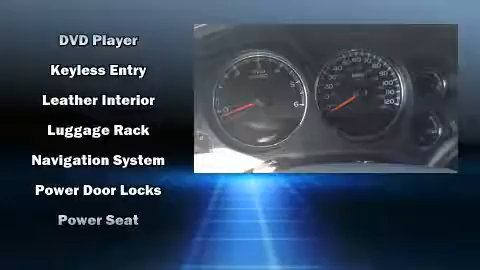 DVD Player
Keyless Entry
Leather Interior
Luggage Rack
Navigation System
Power Door Locks
Power Seat